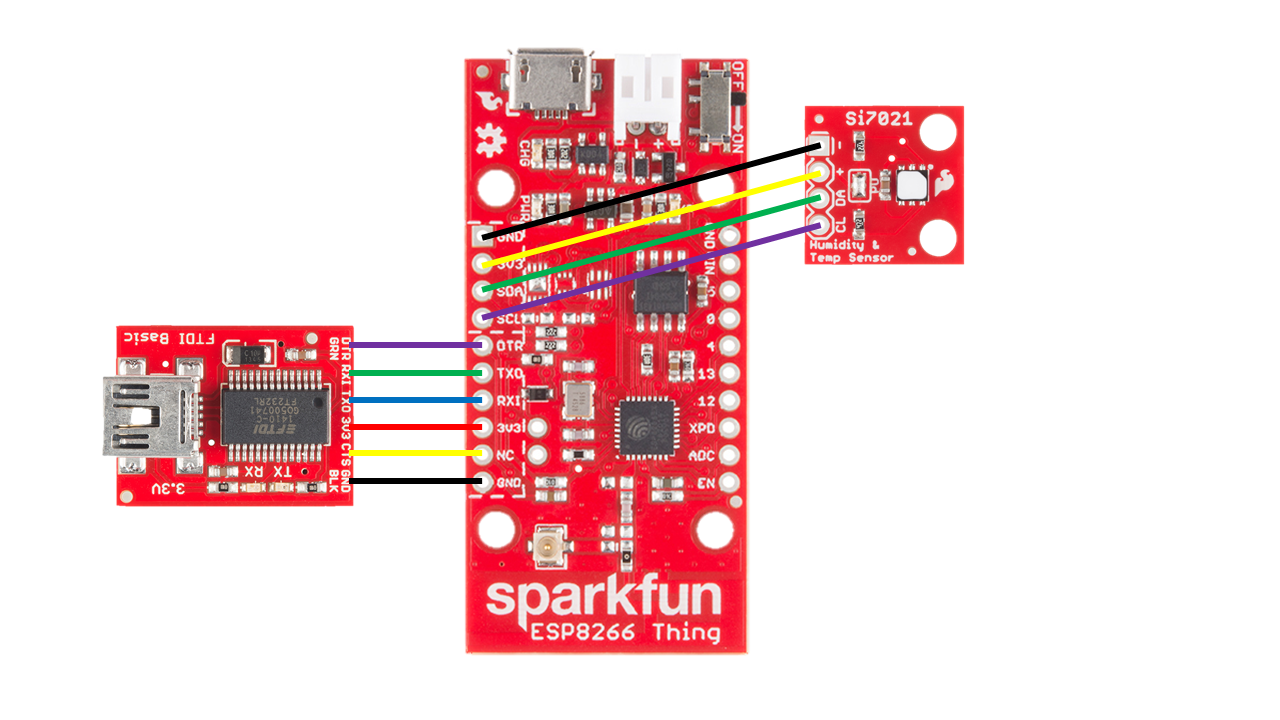 OFF
ON
CHG
PWR
GND
3V3
SDA
SCL
DTR
TXO
RXI
3V3
NC
GND
GND
VIN
5
0
4
13
12
XPD
ADC
EN
sparkfun
ESP8266 Thing
Si7021
-
+
DA
CL
PU
Humidity &
Temp Sensor
FTDI Basic
DTR
GRN
RXI
TXO
3V3
CTS
GND
BLK
FTDI
1410-C
G0500741
FT232RL
TX
RX
3.3V